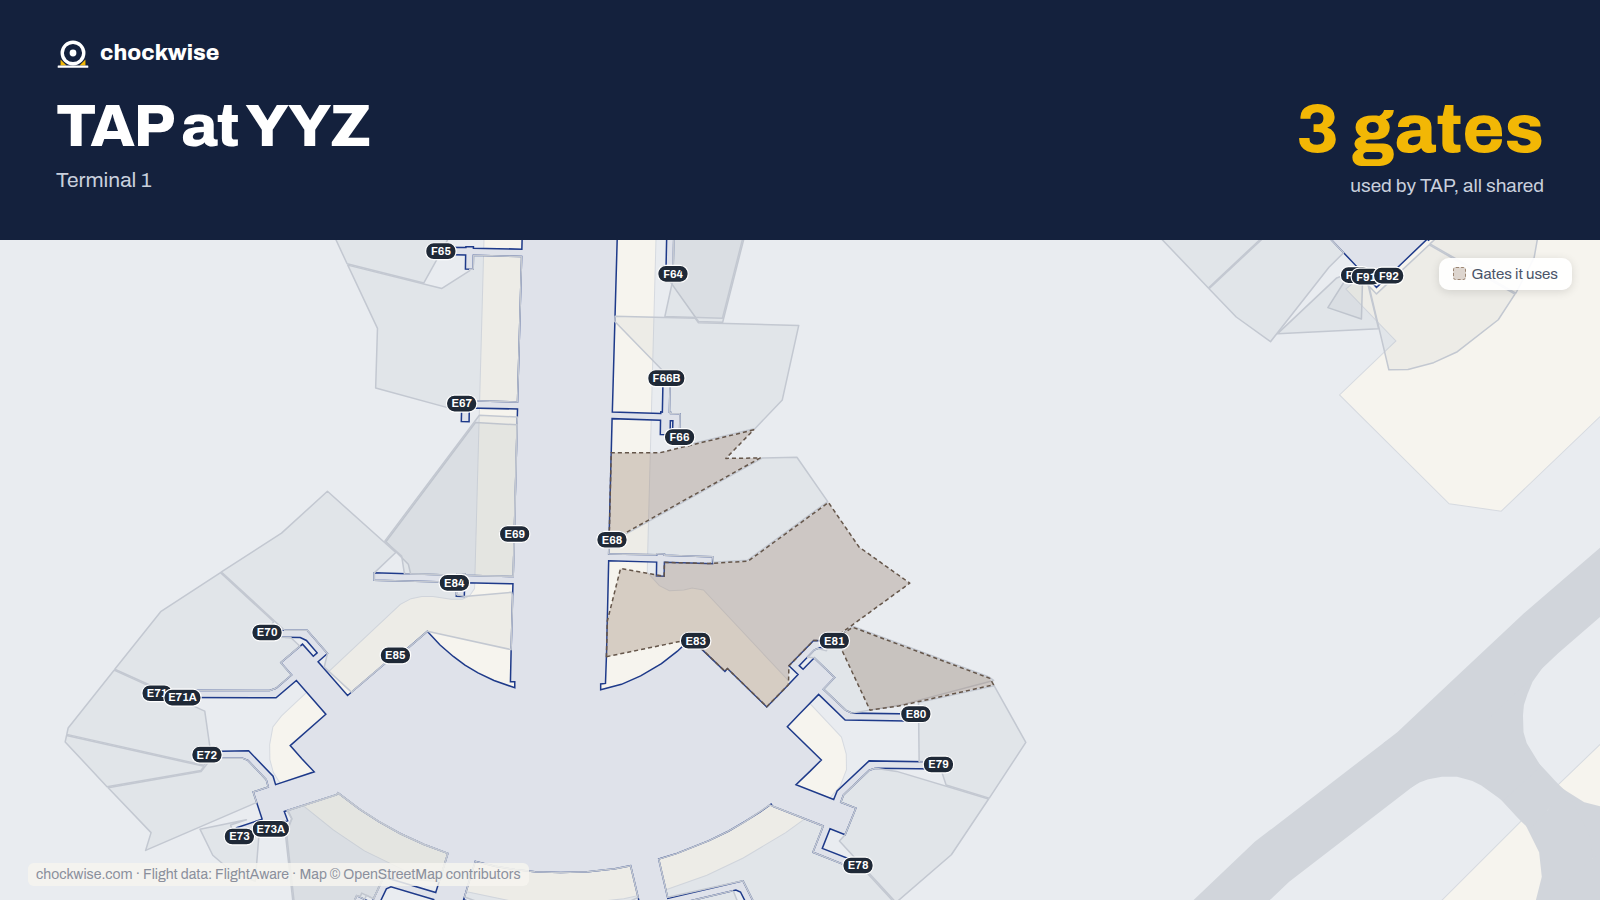 chockwise
TAP at YYZ
Terminal 1
3 gates
used by TAP, all shared
Gates it uses
F65
F64
F91
F92
F66B
E67
F66
E69
E68
E84
E70
E83
E81
E85
E71
E71A
E80
E72
E79
E73
E73A
E78
chockwise.com · Flight data: FlightAware · Map © OpenStreetMap contributors